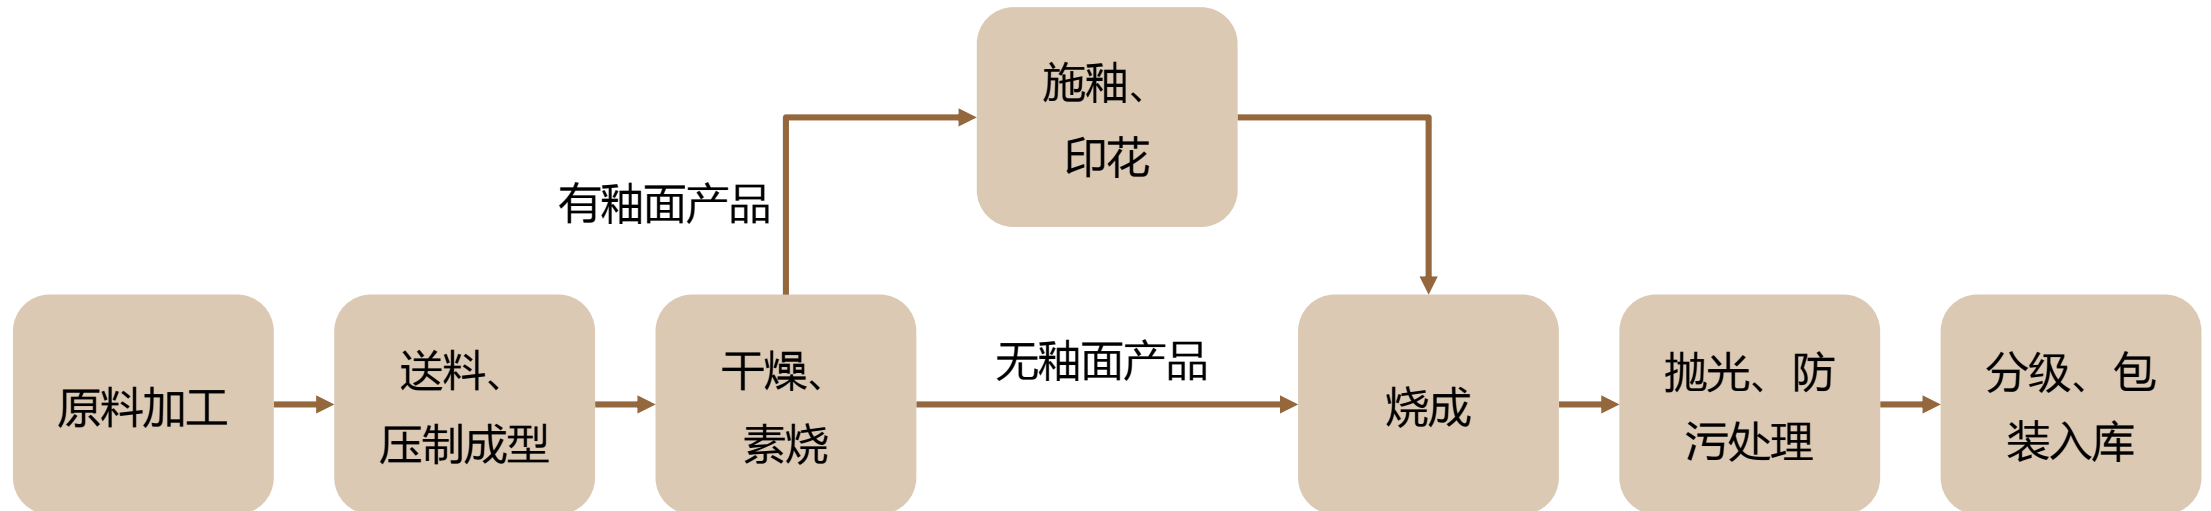 施釉、
印花
有釉面产品
无釉面产品
原料加工
送料、
压制成型
干燥、
素烧
烧成
抛光、防
污处理
分级、包
装入库